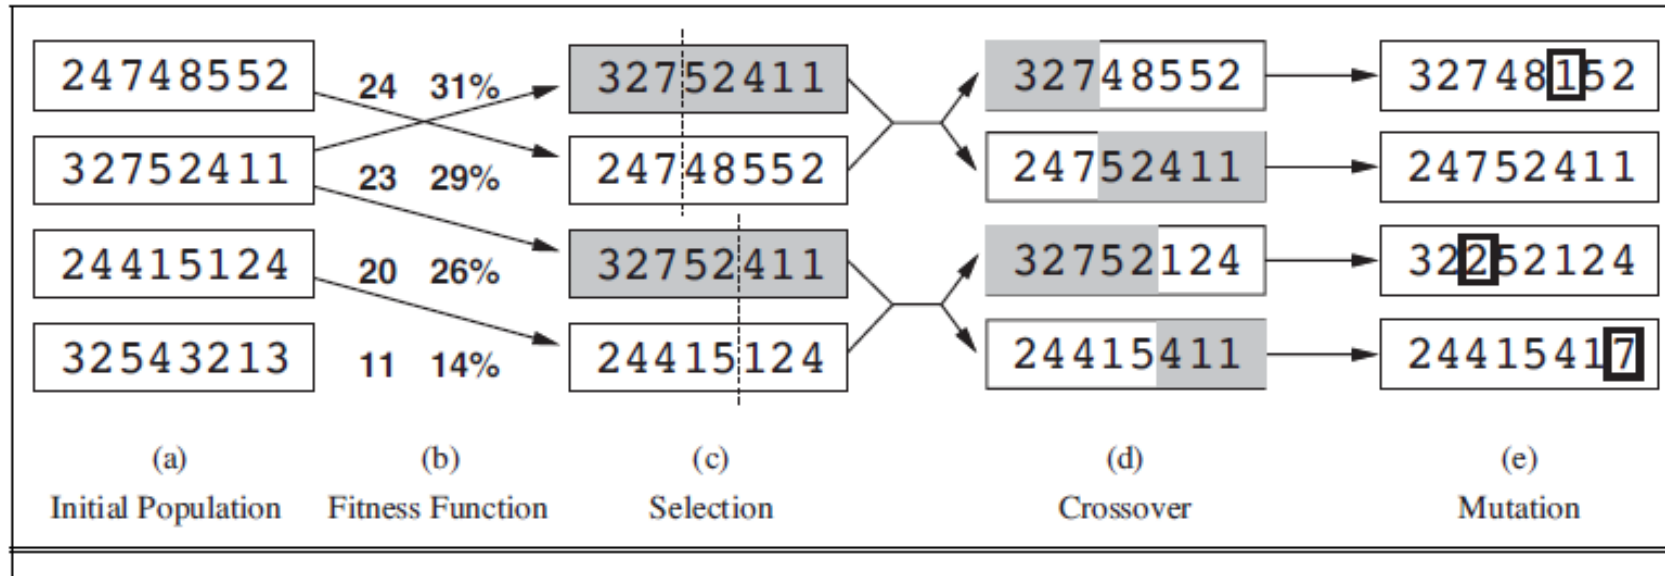 24748552 24 31% 32752411 32748552 32748152
32752411 23 29% 24748552 24752411 24752411
24415124 20 26% 32752411 32752124 32252124
32543213 11 14% 24415124 24415411 24415417
(a) (b) (c) (d) (e)
Initial Population Fitness Function Selection Crossover Mutation